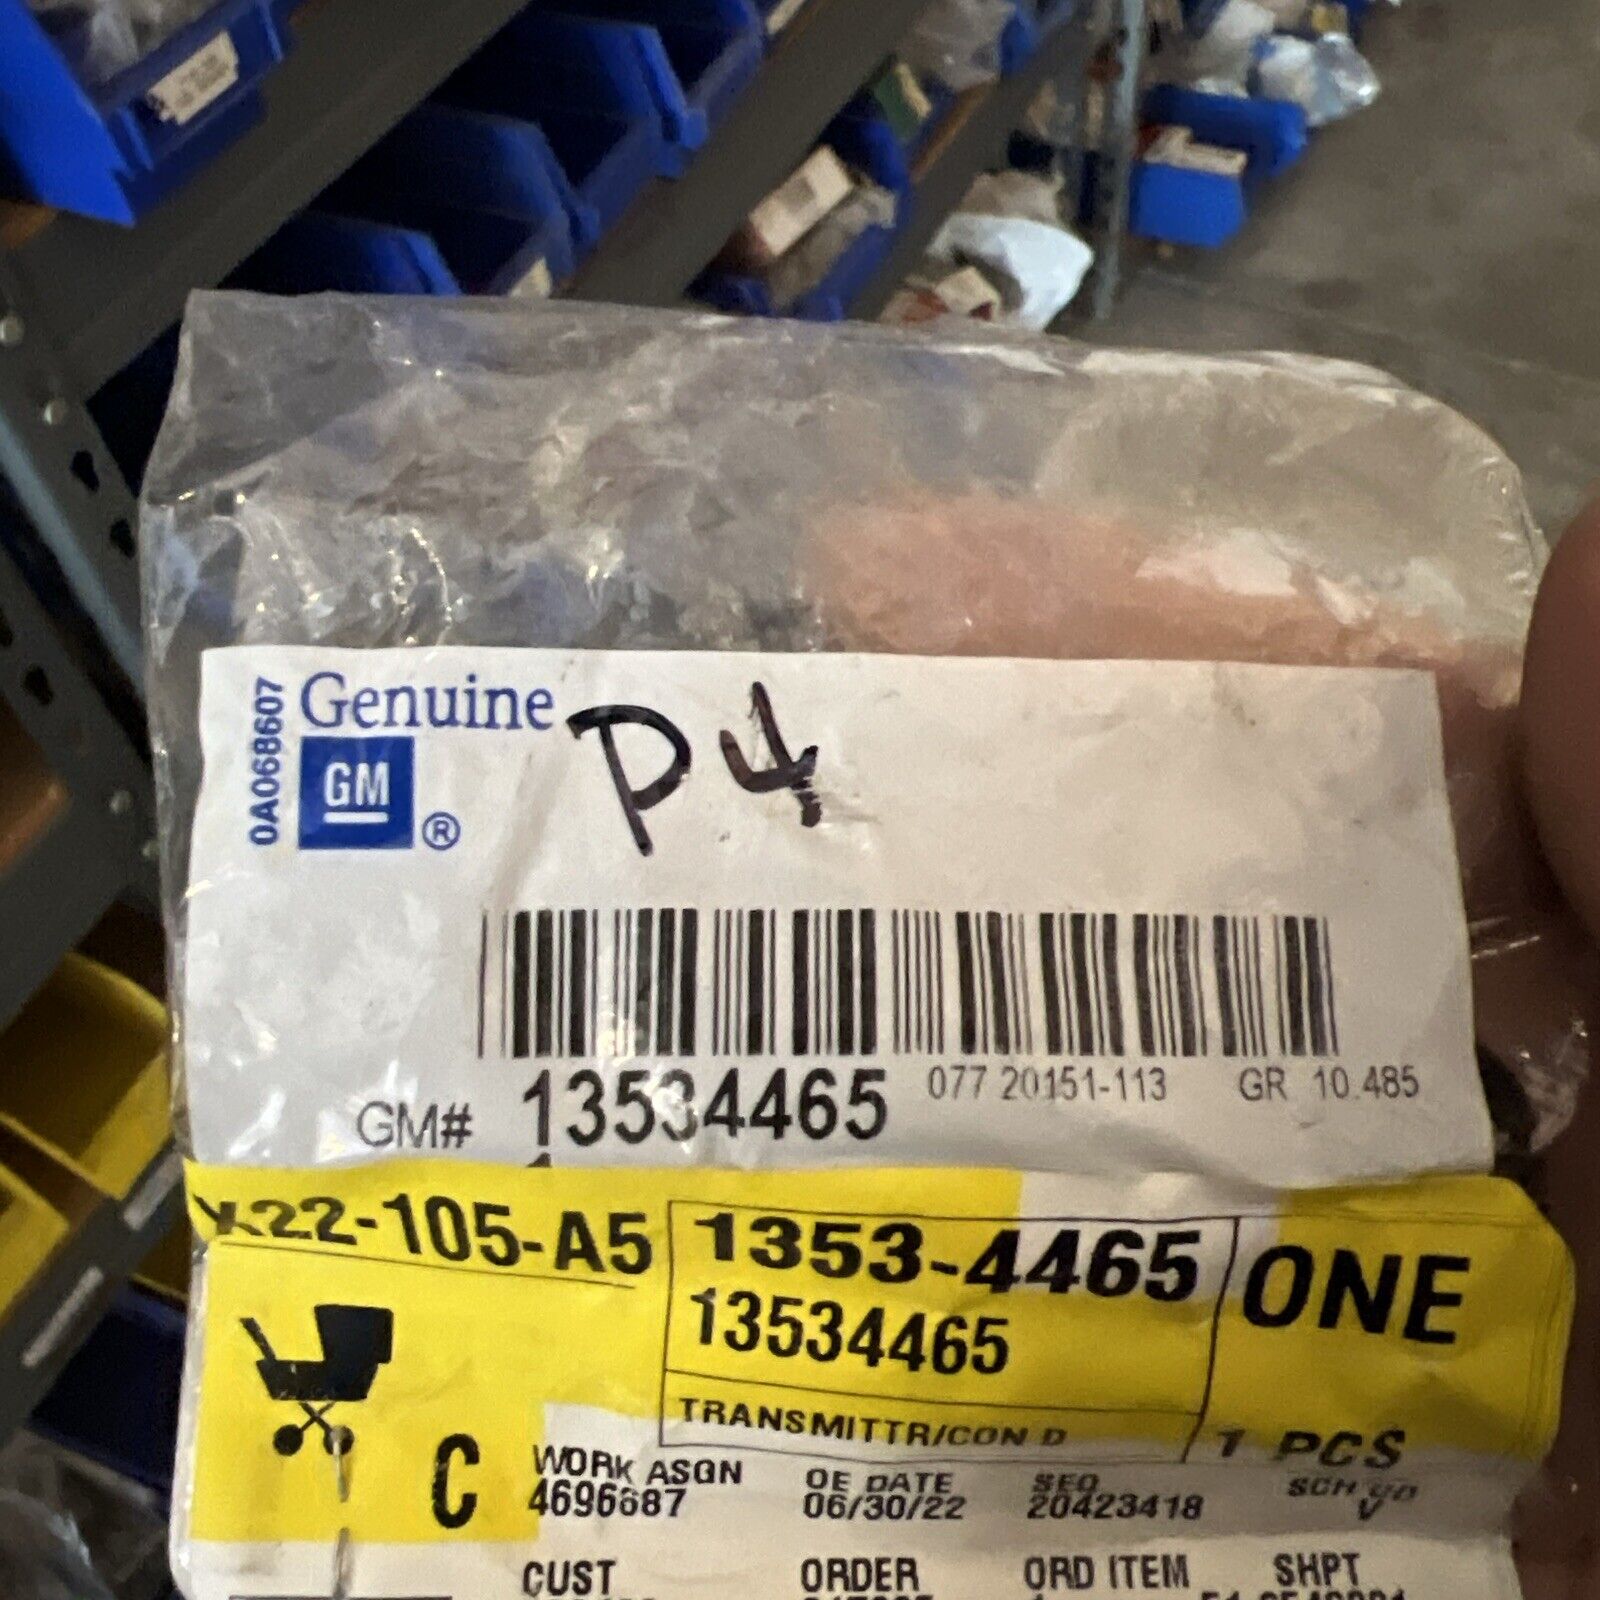 0A068607
Genuine
GM
®
P4
GM# 13534465 077 20151-113 GR 10.485
X22-105-A5 1353-4465 ONE
13534465
TRANSMITTR/CON D 1 PCS
C WORK ASGN OE DATE SEQ
4696687 06/30/22 20423418 V
CUST ORDER ORD ITEM SHPT